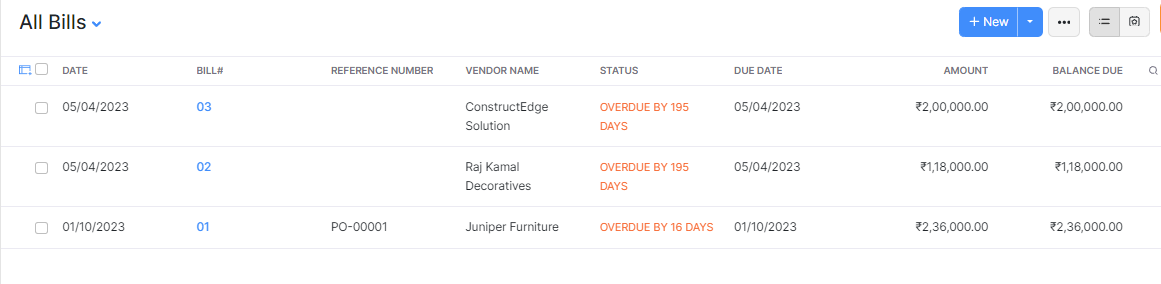 All Bills
+ New
DATE BILL# REFERENCE NUMBER VENDOR NAME STATUS DUE DATE AMOUNT BALANCE DUE
05/04/2023 03 ConstructEdge OVERDUE BY 195 05/04/2023 ₹2,00,000.00 ₹2,00,000.00
Solution DAYS
05/04/2023 02 Raj Kamal OVERDUE BY 195 05/04/2023 ₹1,18,000.00 ₹1,18,000.00
Decoratives DAYS
01/10/2023 01 PO-00001 Juniper Furniture OVERDUE BY 16 DAYS 01/10/2023 ₹2,36,000.00 ₹2,36,000.00